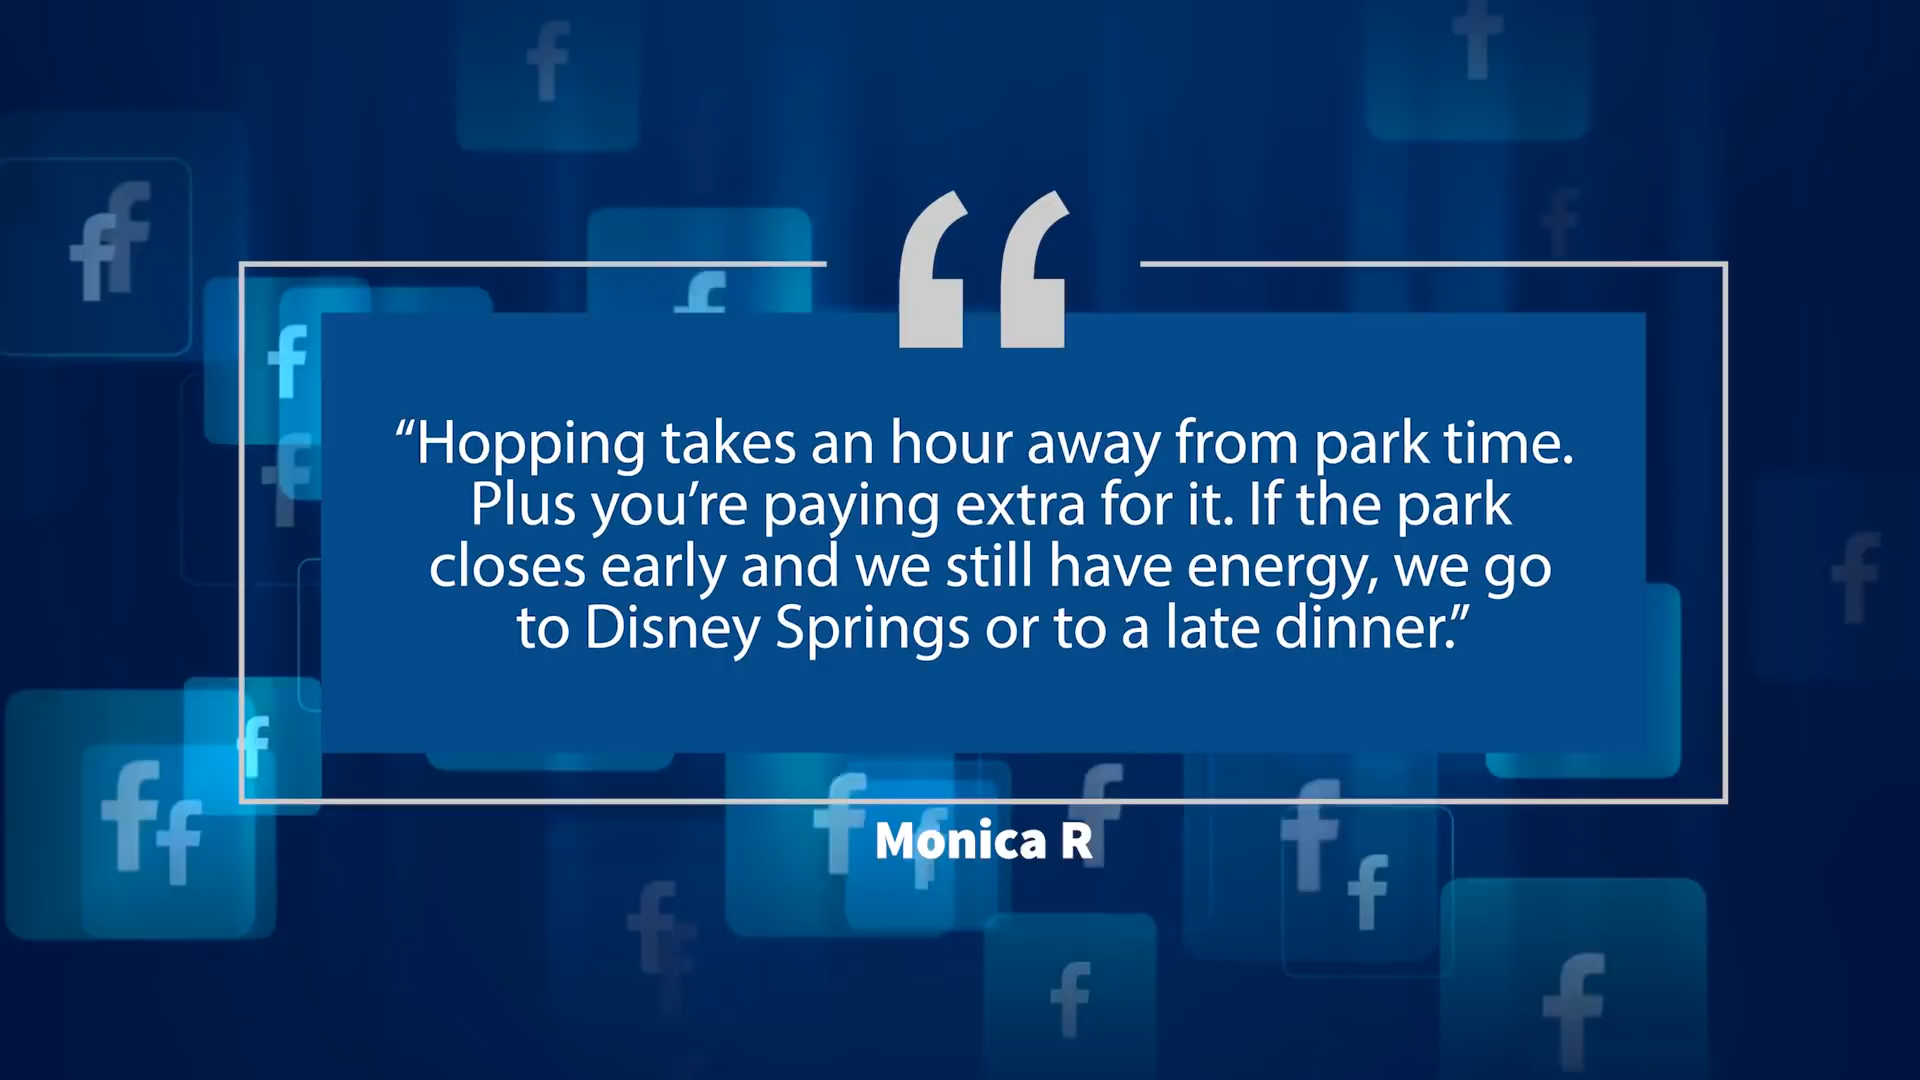 “Hopping takes an hour away from park time.
Plus you’re paying extra for it. If the park
closes early and we still have energy, we go
to Disney Springs or to a late dinner.”
Monica R